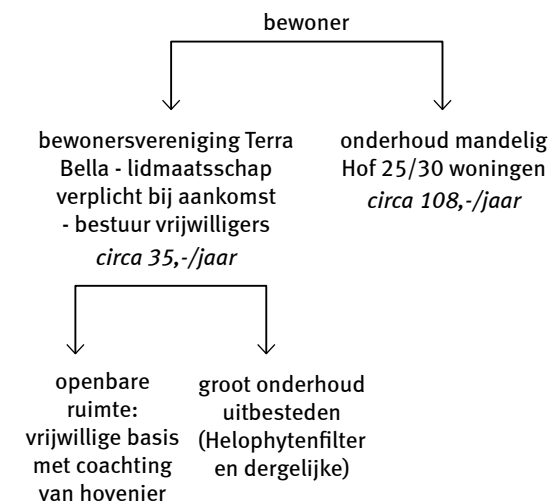 bewoner
bewonersvereniging Terra
Bella - lidmaatsschap
verplicht bij aankomst
- bestuur vrijwilligers
circa 35,-/jaar
onderhoud mandelig
Hof 25/30 woningen
circa 108,-/jaar
openbare
ruimte:
vrijwillige basis
met coachting
van hovenier
groot onderhoud
uitbesteden
(Helophytenfilter
en dergelijke)